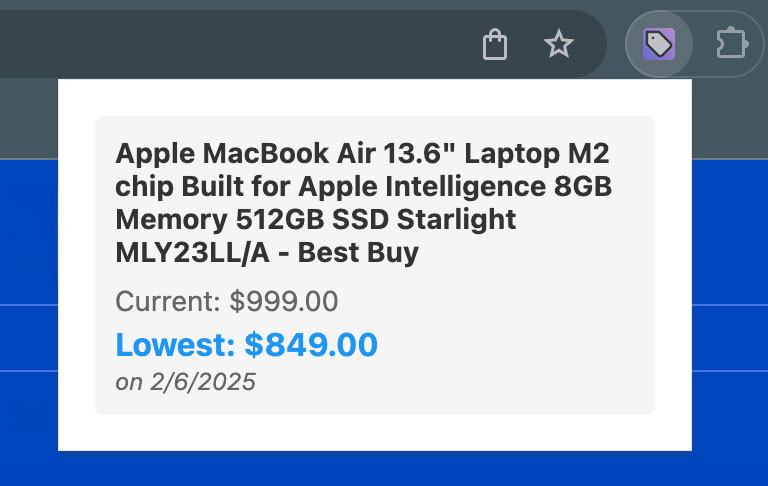 Apple MacBook Air 13.6" Laptop M2
chip Built for Apple Intelligence 8GB
Memory 512GB SSD Starlight
MLY23LL/A - Best Buy
Current: $999.00
Lowest: $849.00
on 2/6/2025